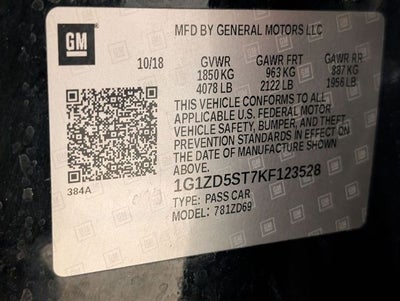 GM
MFD BY GENERAL MOTORS LLC
10/18 GVWR GAWR FRT GAWR RR
1850 KG 963 KG 887 KG
4078 LB 2122 LB 1956 LB
THIS VEHICLE CONFORMS TO ALL
APPLICABLE U.S. FEDERAL MOTOR
VEHICLE SAFETY, BUMPER, AND THEFT
PREVENTION STANDARDS IN EFFECT ON
THE DATE OF MANUFACTURE SHOWN
ABOVE.
384A
1G1ZD5ST7KF123528
TYPE: PASS CAR
MODEL: 781ZD69